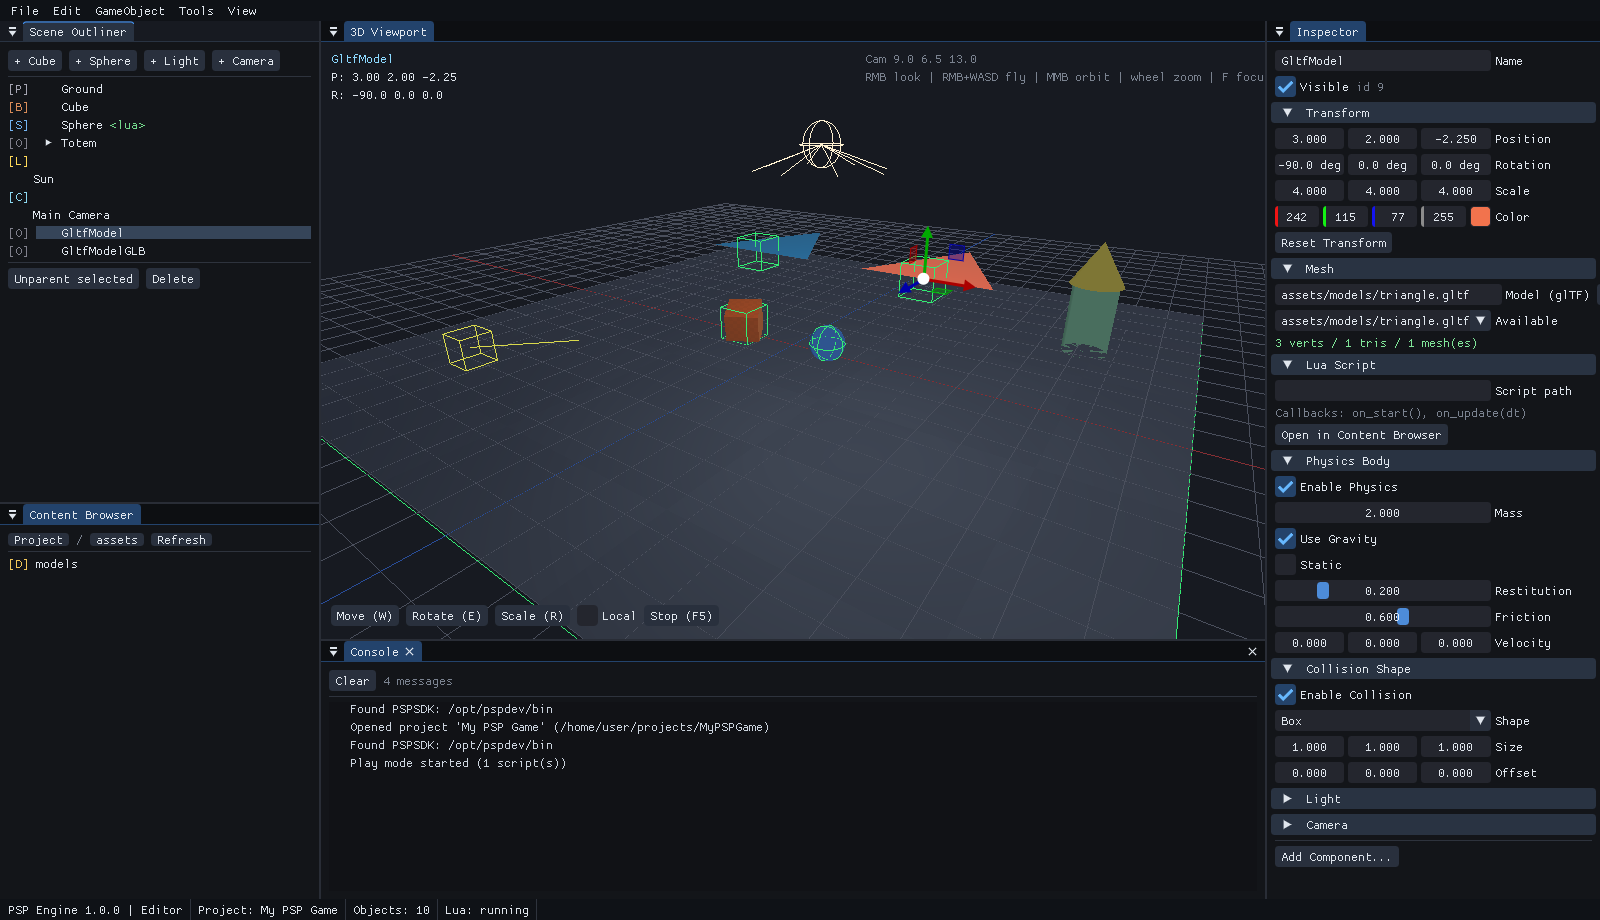 File Edit GameObject Tools View
Scene Outliner
+ Cube + Sphere + Light + Camera
[P] Ground
[B] Cube
[S] Sphere <lua>
[O] Totem
[L]
Sun
[C]
Main Camera
[O] GltfModel
[O] GltfModelGLB
Unparent selected Delete
Content Browser
Project / assets Refresh
[D] models
3D Viewport
GltfModel
P: 3.00 2.00 -2.25
R: -90.0 0.0 0.0
Cam 9.0 6.5 13.0
RMB look | RMB+WASD fly | MMB orbit | wheel zoom | F focu
Move (W) Rotate (E) Scale (R) Local Stop (F5)
Console
Clear 4 messages
Found PSPSDK: /opt/pspdev/bin
Opened project 'My PSP Game' (/home/user/projects/MyPSPGame)
Found PSPSDK: /opt/pspdev/bin
Play mode started (1 script(s))
Inspector
GltfModel Name
Visible id 9
Transform
3.000 2.000 -2.250 Position
-90.0 deg 0.0 deg 0.0 deg Rotation
4.000 4.000 4.000 Scale
242 115 77 255 Color
Reset Transform
Mesh
assets/models/triangle.gltf Model (glTF)
assets/models/triangle.gltf Available
3 verts / 1 tris / 1 mesh(es)
Lua Script
Script path
Callbacks: on_start(), on_update(dt)
Open in Content Browser
Physics Body
Enable Physics
2.000 Mass
Use Gravity
Static
0.200 Restitution
0.600 Friction
0.000 0.000 0.000 Velocity
Collision Shape
Enable Collision
Box Shape
1.000 1.000 1.000 Size
0.000 0.000 0.000 Offset
Light
Camera
Add Component...
PSP Engine 1.0.0 | Editor Project: My PSP Game Objects: 10 Lua: running